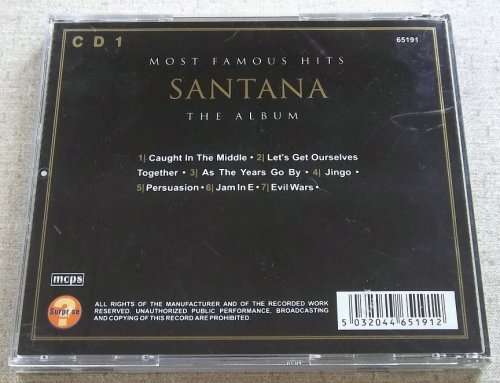 CD 1
65191
MOST FAMOUS HITS
SANTANA
THE ALBUM
1| Caught In The Middle • 2| Let's Get Ourselves
Together • 3| As The Years Go By • 4| Jingo •
5| Persuasion • 6| Jam In E • 7| Evil Wars •
mcps
Surprise
ALL RIGHTS OF THE MANUFACTURER AND OF THE RECORDED WORK
RESERVED. UNAUTHORIZED PUBLIC PERFORMANCE, BROADCASTING
AND COPYING OF THIS RECORD ARE PROHIBITED.
5 032044 651912